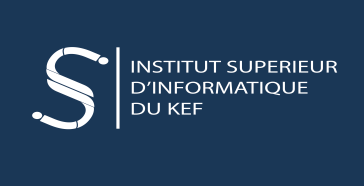 INSTITUT SUPERIEUR
D'INFORMATIQUE
DU KEF